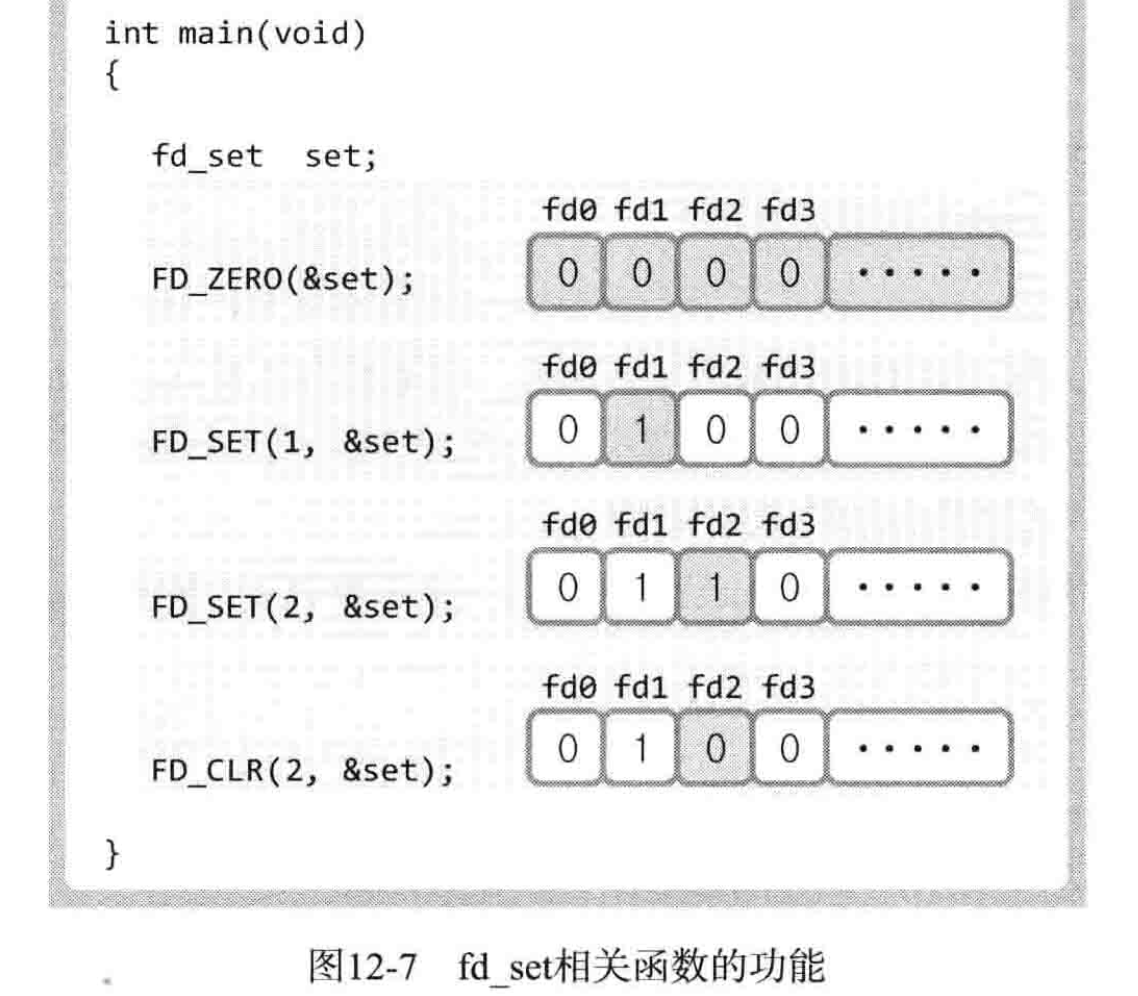 int main(void)
{
fd_set set;
fd0 fd1 fd2 fd3
FD_ZERO(&set); 0 0 0 0 ·····
fd0 fd1 fd2 fd3
FD_SET(1, &set); 0 1 0 0 ·····
fd0 fd1 fd2 fd3
FD_SET(2, &set); 0 1 1 0 ·····
fd0 fd1 fd2 fd3
FD_CLR(2, &set); 0 1 0 0 ·····
}
图12-7 fd_set相关函数的功能